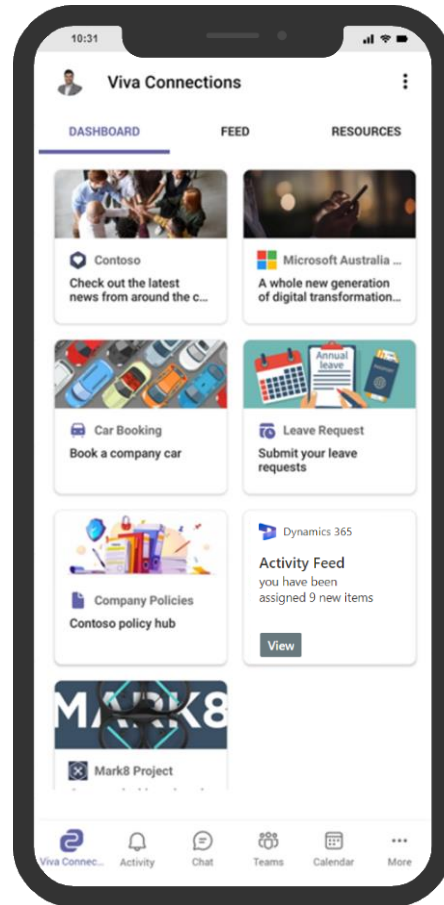 10:31
Viva Connections
DASHBOARD
FEED
RESOURCES
Contoso
Check out the latest
news from around the c...
Microsoft Australia ...
A whole new generation
of digital transformation...
Annual
leave
Car Booking
Book a company car
Leave Request
Submit your leave
requests
Company Policies
Contoso policy hub
Dynamics 365
Activity Feed
you have been
assigned 9 new items
View
MARK8
Mark8 Project
Viva Connec...
Activity
Chat
Teams
Calendar
More